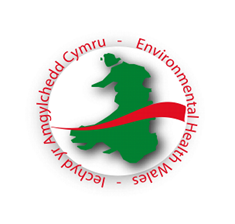 Iechyd yr Amgylchedd Cymru - Environmental Health Wales -